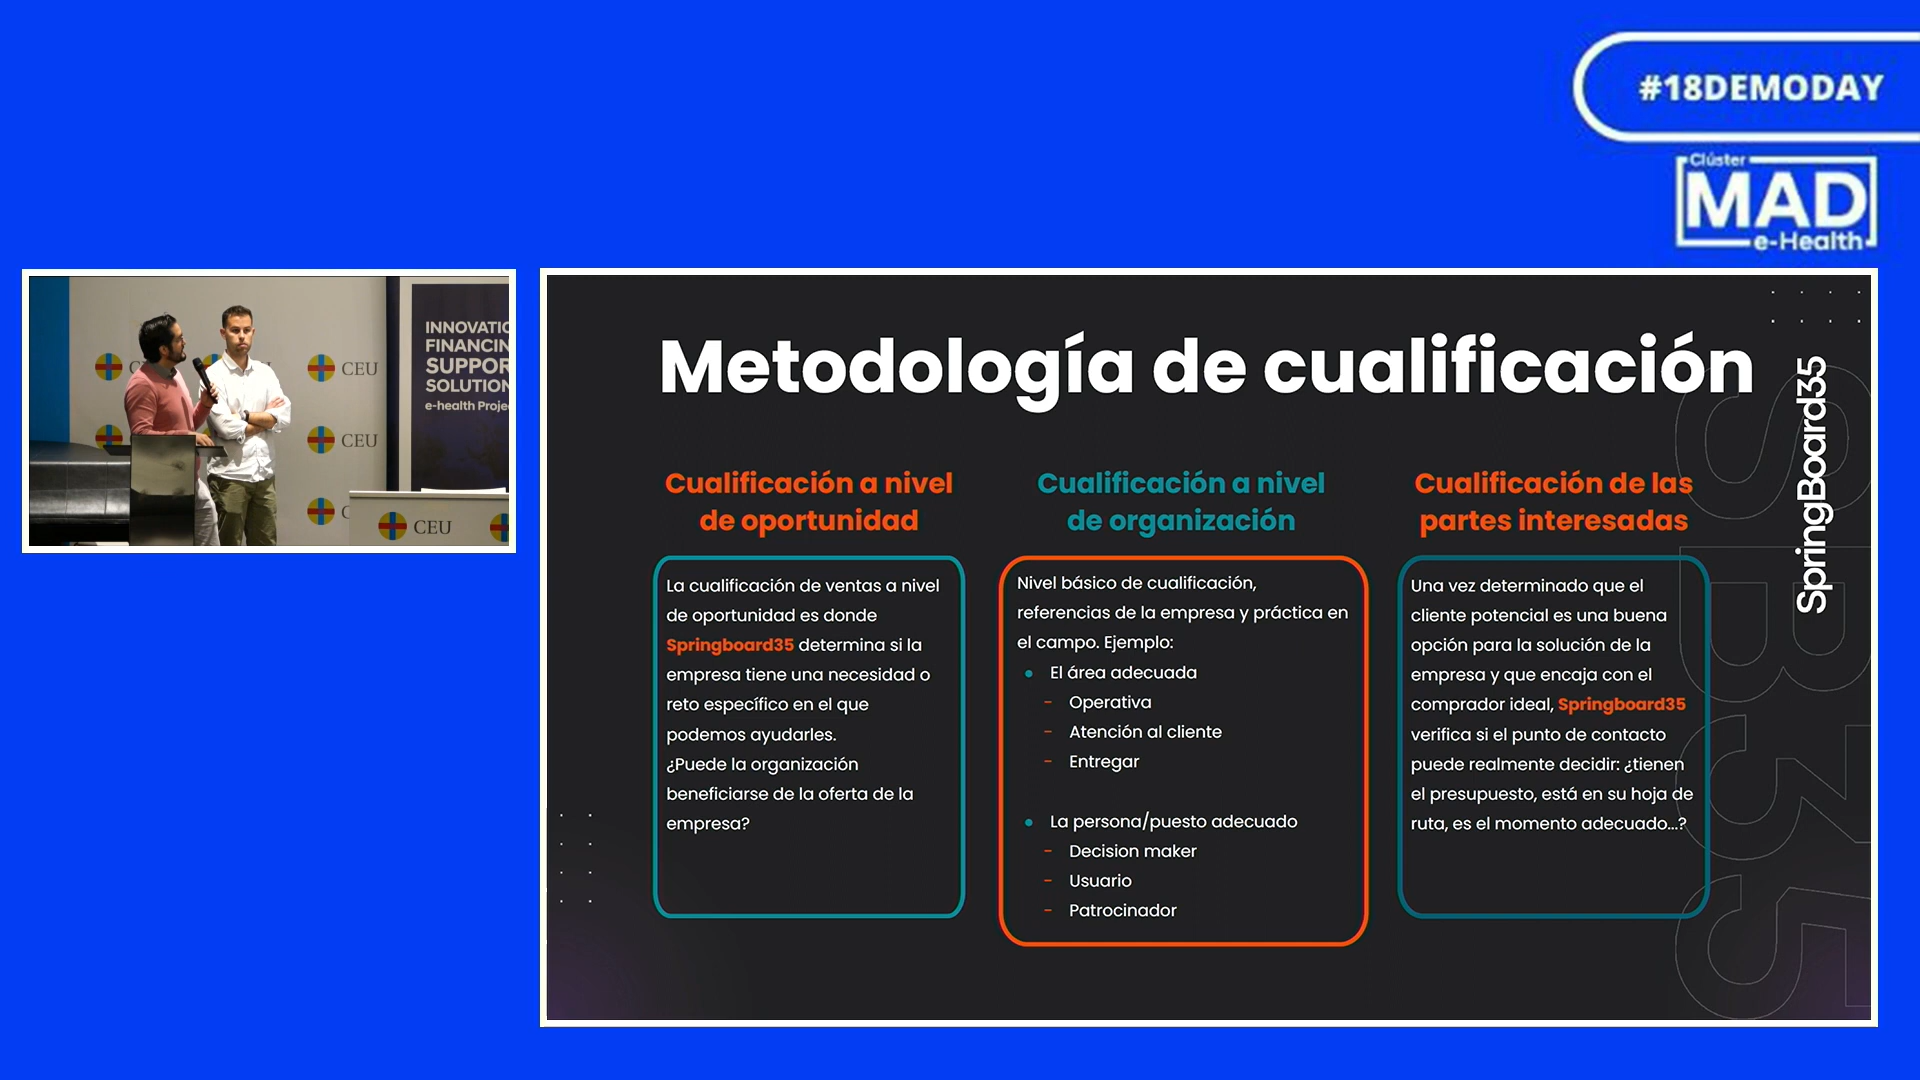 #18DEMODAY
Clúster
MAD
e-Health
CEU
CEU
CEU
INNOVATIO
FINANCIN
SUPPOR
SOLUTION
e-health Proje
Metodología de cualificación
SpringBoard35
Cualificación a nivel
de oportunidad
La cualificación de ventas a nivel
de oportunidad es donde
Springboard35 determina si la
empresa tiene una necesidad o
reto específico en el que
podemos ayudarles.
¿Puede la organización
beneficiarse de la oferta de la
empresa?
Cualificación a nivel
de organización
Nivel básico de cualificación,
referencias de la empresa y práctica en
el campo. Ejemplo:
• El área adecuada
- Operativa
- Atención al cliente
- Entregar
• La persona/puesto adecuado
- Decision maker
- Usuario
- Patrocinador
Cualificación de las
partes interesadas
Una vez determinado que el
cliente potencial es una buena
opción para la solución de la
empresa y que encaja con el
comprador ideal, Springboard35
verifica si el punto de contacto
puede realmente decidir: ¿tienen
el presupuesto, está en su hoja de
ruta, es el momento adecuado...?
SB35